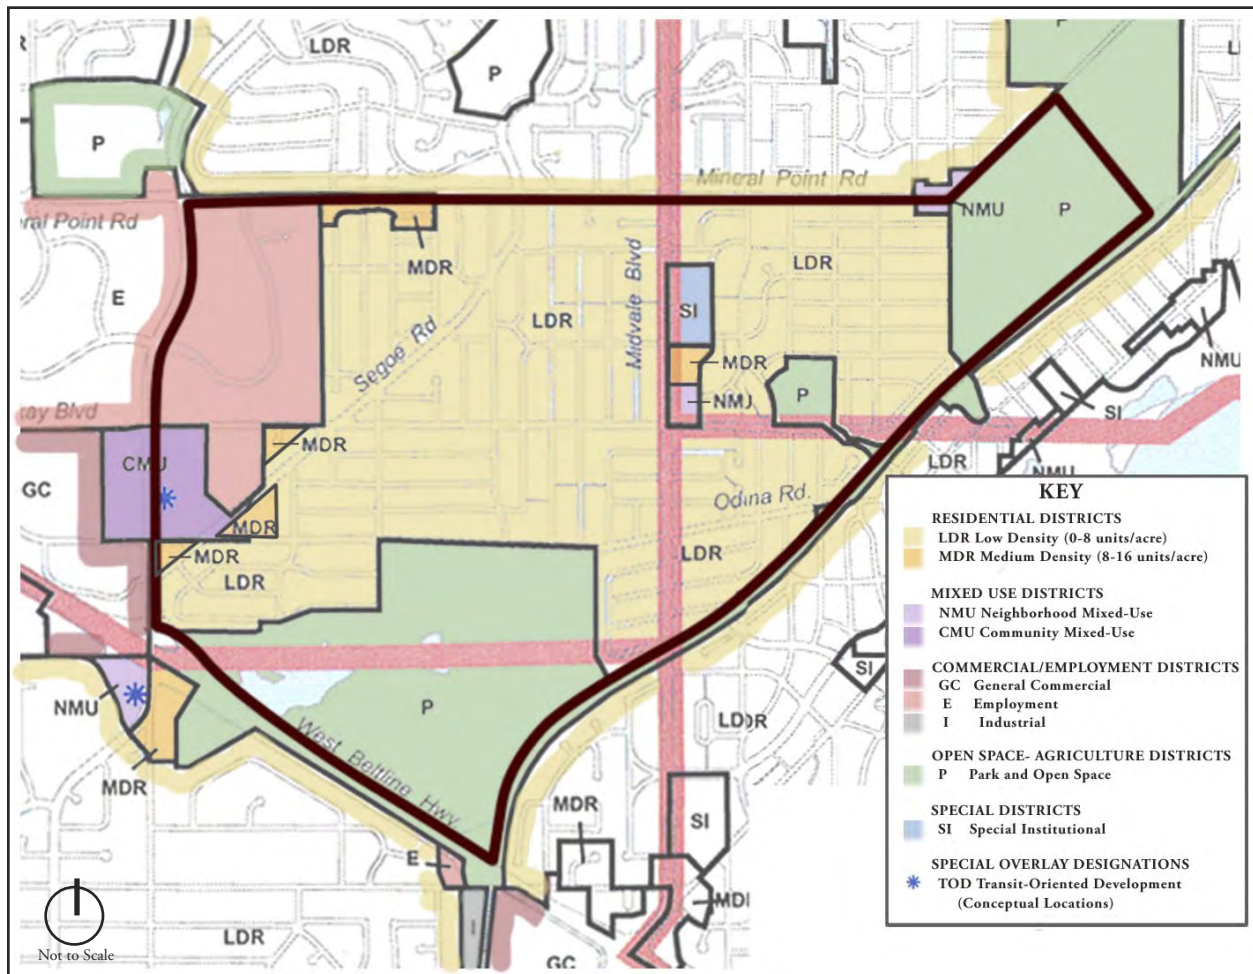 LDR
P
P
L
P
Mineral Point Rd
ral Point Rd
NMU
P
MDR
E
LDR
LDR
Midvale Blvd
SI
Segoe Rd
MDR
NMU
P
NMU
SI
ay Blvd
MDR
CMU
GC
LDR
NMU
MDR
Odina Rd.
MDR
LDR
LDR
SI
NMU
P
LDR
West Beltline Hwy
MDR
MDR
SI
E
MD
I
LDR
GC
Not to Scale
KEY
RESIDENTIAL DISTRICTS
LDR Low Density (0-8 units/acre)
MDR Medium Density (8-16 units/acre)
MIXED USE DISTRICTS
NMU Neighborhood Mixed-Use
CMU Community Mixed-Use
COMMERCIAL/EMPLOYMENT DISTRICTS
GC General Commercial
E Employment
I Industrial
OPEN SPACE- AGRICULTURE DISTRICTS
P Park and Open Space
SPECIAL DISTRICTS
SI Special Institutional
SPECIAL OVERLAY DESIGNATIONS
TOD Transit-Oriented Development
(Conceptual Locations)